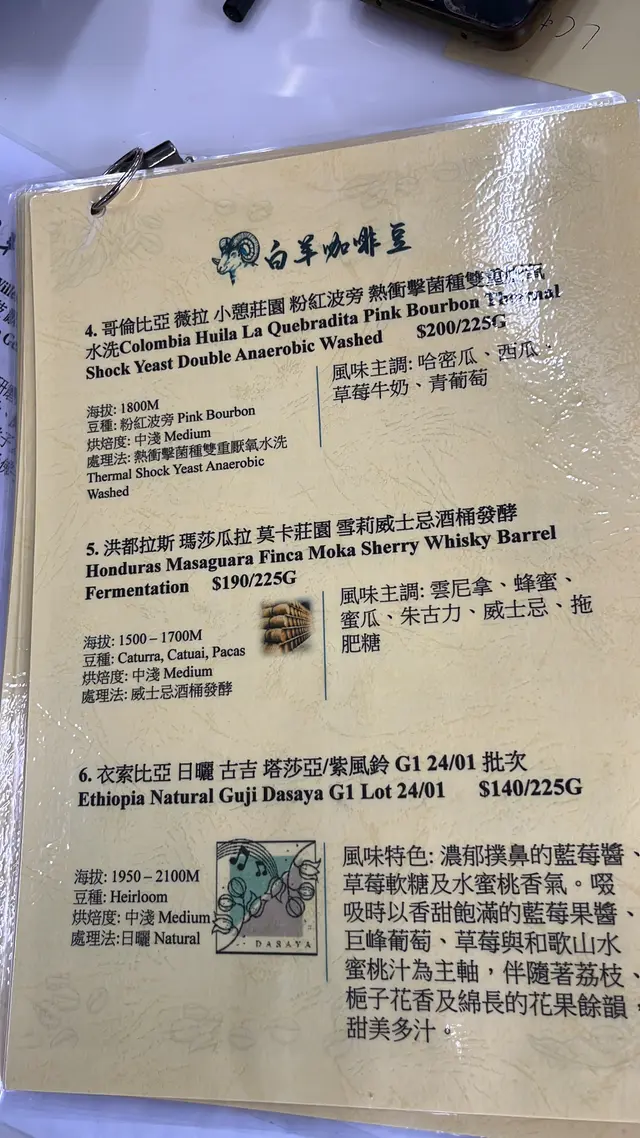 白羊咖啡豆
4. 哥倫比亞 薇拉 小憩莊園 粉紅波旁 熱衝擊菌種雙重厭氧
水洗Colombia Huila La Quebradita Pink Bourbon Thermal
Shock Yeast Double Anaerobic Washed $200/225G
風味主調: 哈密瓜、西瓜、
草莓牛奶、青葡萄
海拔: 1800M
豆種: 粉紅波旁 Pink Bourbon
烘焙度: 中淺 Medium
處理法: 熱衝擊菌種雙重厭氧水洗
Thermal Shock Yeast Anaerobic
Washed
5. 洪都拉斯 瑪莎瓜拉 莫卡莊園 雪莉威士忌酒桶發酵
Honduras Masaguara Finca Moka Sherry Whisky Barrel
Fermentation $190/225G
風味主調: 雲尼拿、蜂蜜、
蜜瓜、朱古力、威士忌、拖
肥糖
海拔: 1500 – 1700M
豆種: Caturra, Catuai, Pacas
烘焙度: 中淺 Medium
處理法: 威士忌酒桶發酵
6. 衣索比亞 日曬 古吉 塔莎亞/紫風鈴 G1 24/01 批次
Ethiopia Natural Guji Dasaya G1 Lot 24/01 $140/225G
海拔: 1950 – 2100M
豆種: Heirloom
烘焙度: 中淺 Medium
處理法:日曬 Natural
DASAYA
風味特色: 濃郁撲鼻的藍莓醬、
草莓軟糖及水蜜桃香氣。啜
吸時以香甜飽滿的藍莓果醬、
巨峰葡萄、草莓與和歌山水
蜜桃汁為主軸，伴隨著荔枝、
梔子花香及綿長的花果餘韻，
甜美多汁。